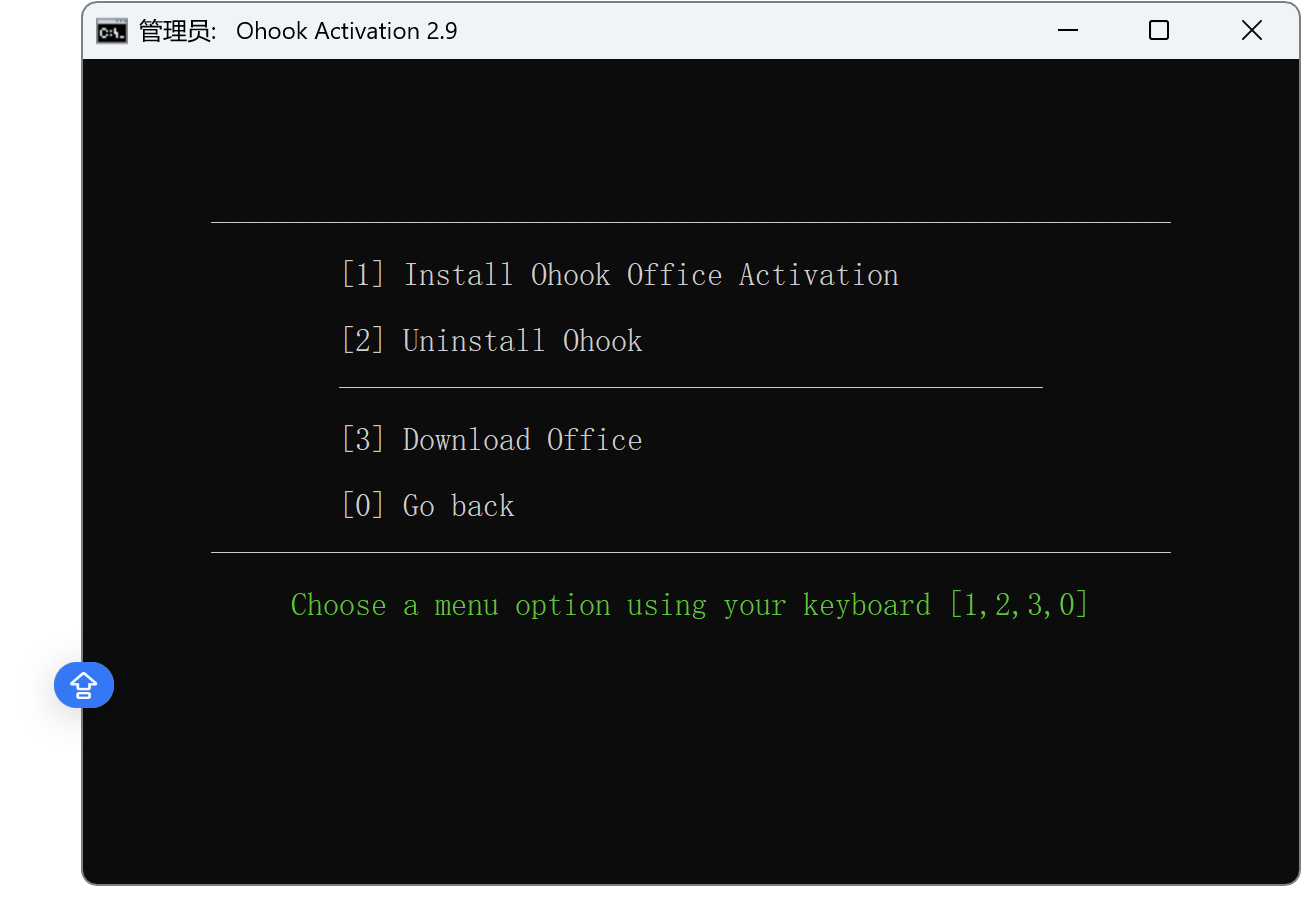 管理员: Ohook Activation 2.9
[1] Install Ohook Office Activation
[2] Uninstall Ohook
[3] Download Office
[0] Go back
Choose a menu option using your keyboard [1,2,3,0]